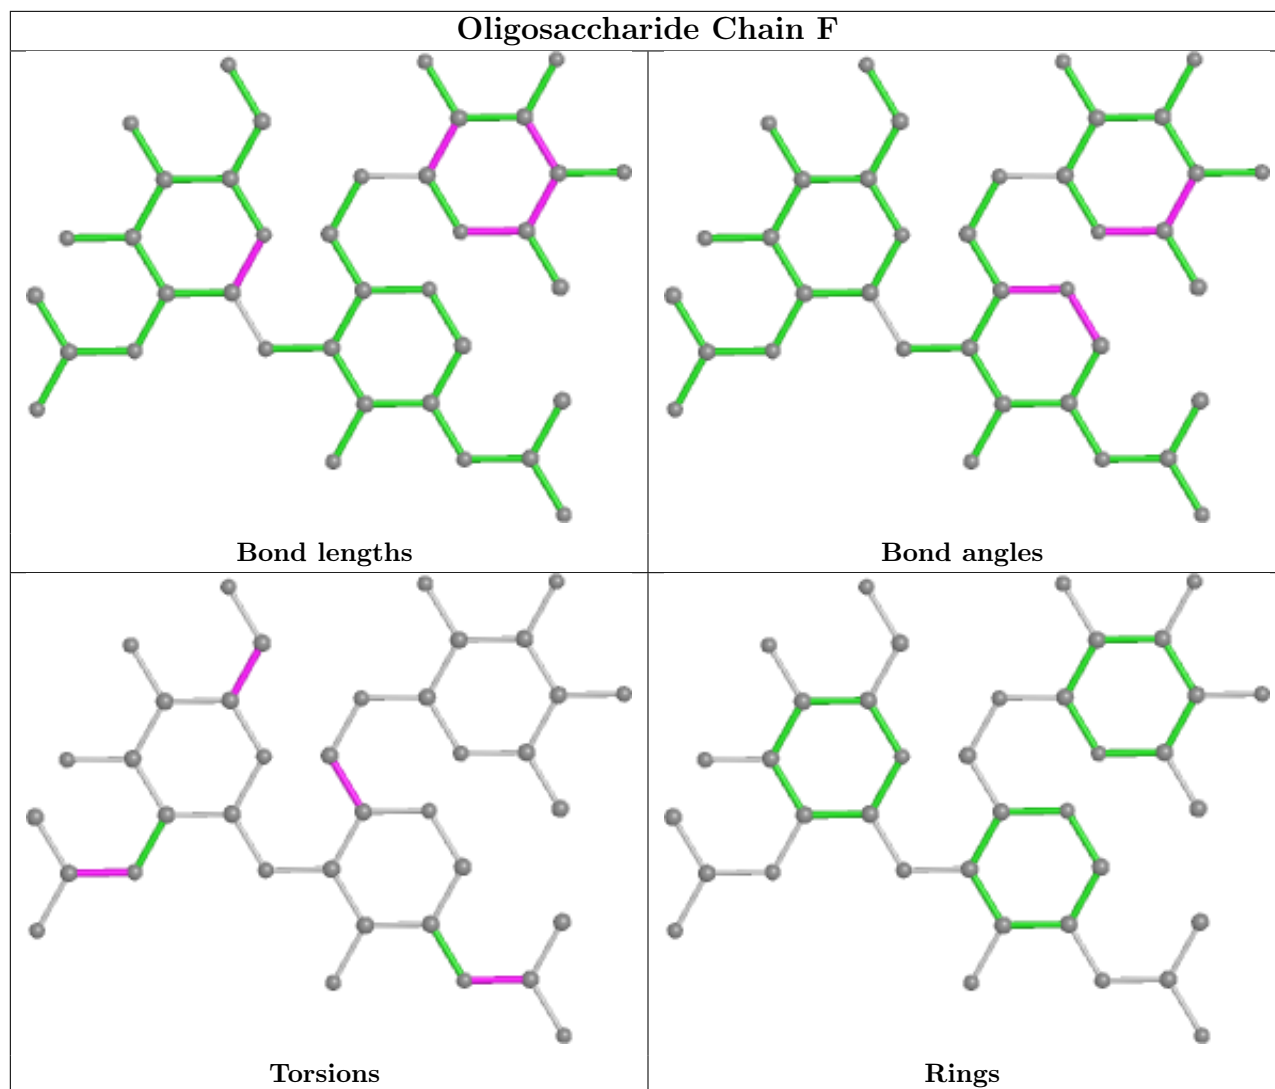 Oligosaccharide Chain F
Bond lengths
Bond angles
Torsions
Rings